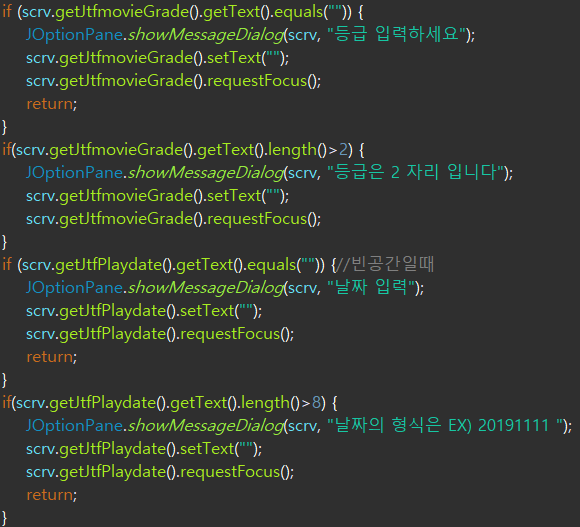 if (scrv.getJtfmovieGrade().getText().equals("")) {
JOptionPane.showMessageDialog(scrv, "등급 입력하세요");
scrv.getJtfmovieGrade().setText("");
scrv.getJtfmovieGrade().requestFocus();
return;
}
if(scrv.getJtfmovieGrade().getText().length()>2) {
JOptionPane.showMessageDialog(scrv, "등급은 2 자리 입니다");
scrv.getJtfmovieGrade().setText("");
scrv.getJtfmovieGrade().requestFocus();
}
if (scrv.getJtfPlaydate().getText().equals("")) {//빈공간일때
JOptionPane.showMessageDialog(scrv, "날짜 입력");
scrv.getJtfPlaydate().setText("");
scrv.getJtfPlaydate().requestFocus();
return;
}
if(scrv.getJtfPlaydate().getText().length()>8) {
JOptionPane.showMessageDialog(scrv, "날짜의 형식은 EX) 20191111 ");
scrv.getJtfPlaydate().setText("");
scrv.getJtfPlaydate().requestFocus();
return;
}